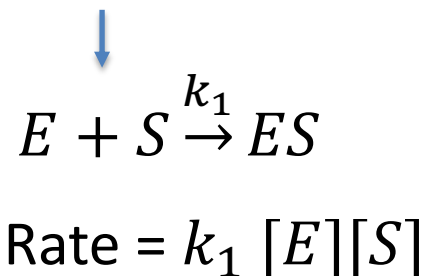 k₁
E + S → ES
Rate = k₁ [E][S]